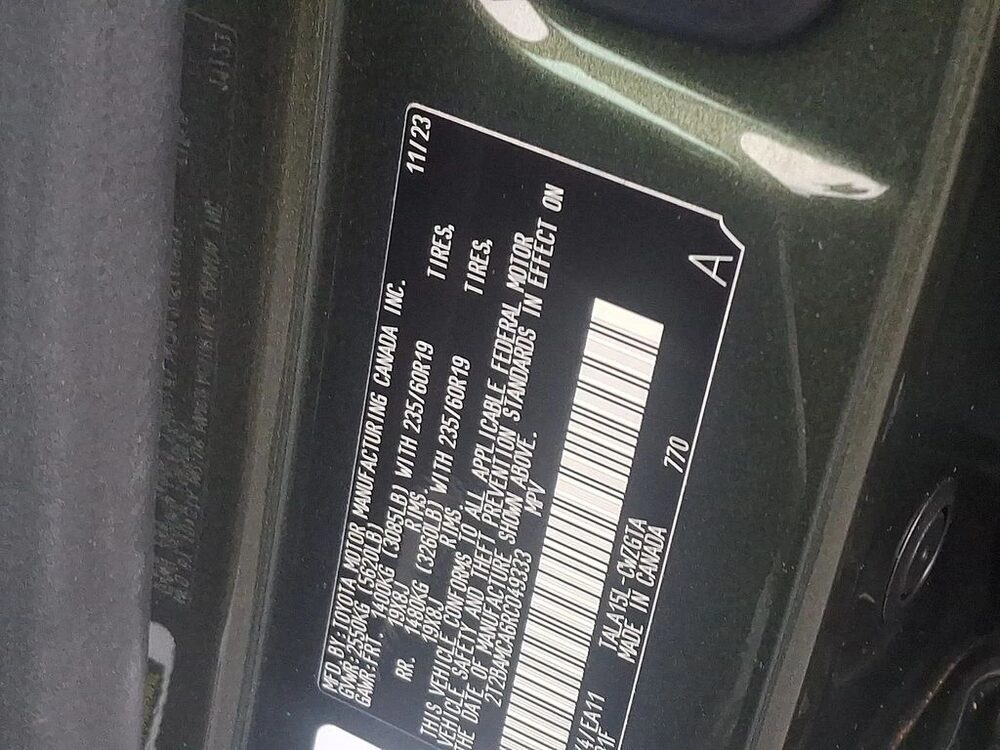 MFD. BY: TOYOTA MOTOR MANUFACTURING CANADA INC. 11/23
GVWR: 2550KG (5620LB)
GAWR: FRT. 1400KG (3085LB) WITH 235/60R19 TIRES,
19X8J RIMS
RR. 1480KG (3260LB) WITH 235/60R19 TIRES,
19X8J RIMS.
THIS VEHICLE CONFORMS TO ALL APPLICABLE FEDERAL MOTOR
VEHICLE SAFETY AND THEFT PREVENTION STANDARDS IN EFFECT ON
THE DATE OF MANUFACTURE SHOWN ABOVE.
2T2BAMCA6RC049333 MPV
4/EA11 TALA15L-CWZGTA 770
21F MADE IN CANADA
A